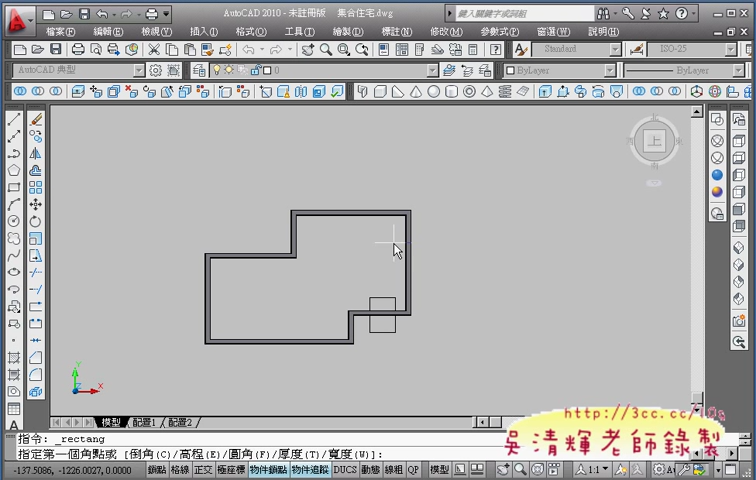 AutoCAD 2010 - 未註冊版 集合住宅.dwg
鍵入關鍵字或詞組
檔案(F) 編輯(E) 檢視(V) 插入(I) 格式(O) 工具(T) 繪製(D) 標註(N) 修改(M) 參數式(P) 視窗(W) 說明(H)
Standard ISO-25
AutoCAD 典型 0 ByLayer ByLayer
上
Y
X
模型 配置1 配置2
指令: _rectang
指定第一個角點或 [倒角(C)/高程(E)/圓角(F)/厚度(T)/寬度(W)]:
http://3cc.cc/10a
吳清輝老師錄製
-137.5086, -1226.0027, 0.0000 鎖點 格線 正交 極座標 物件鎖點 物件追蹤 DUCS 動態 線粗 QP 模型 1:1